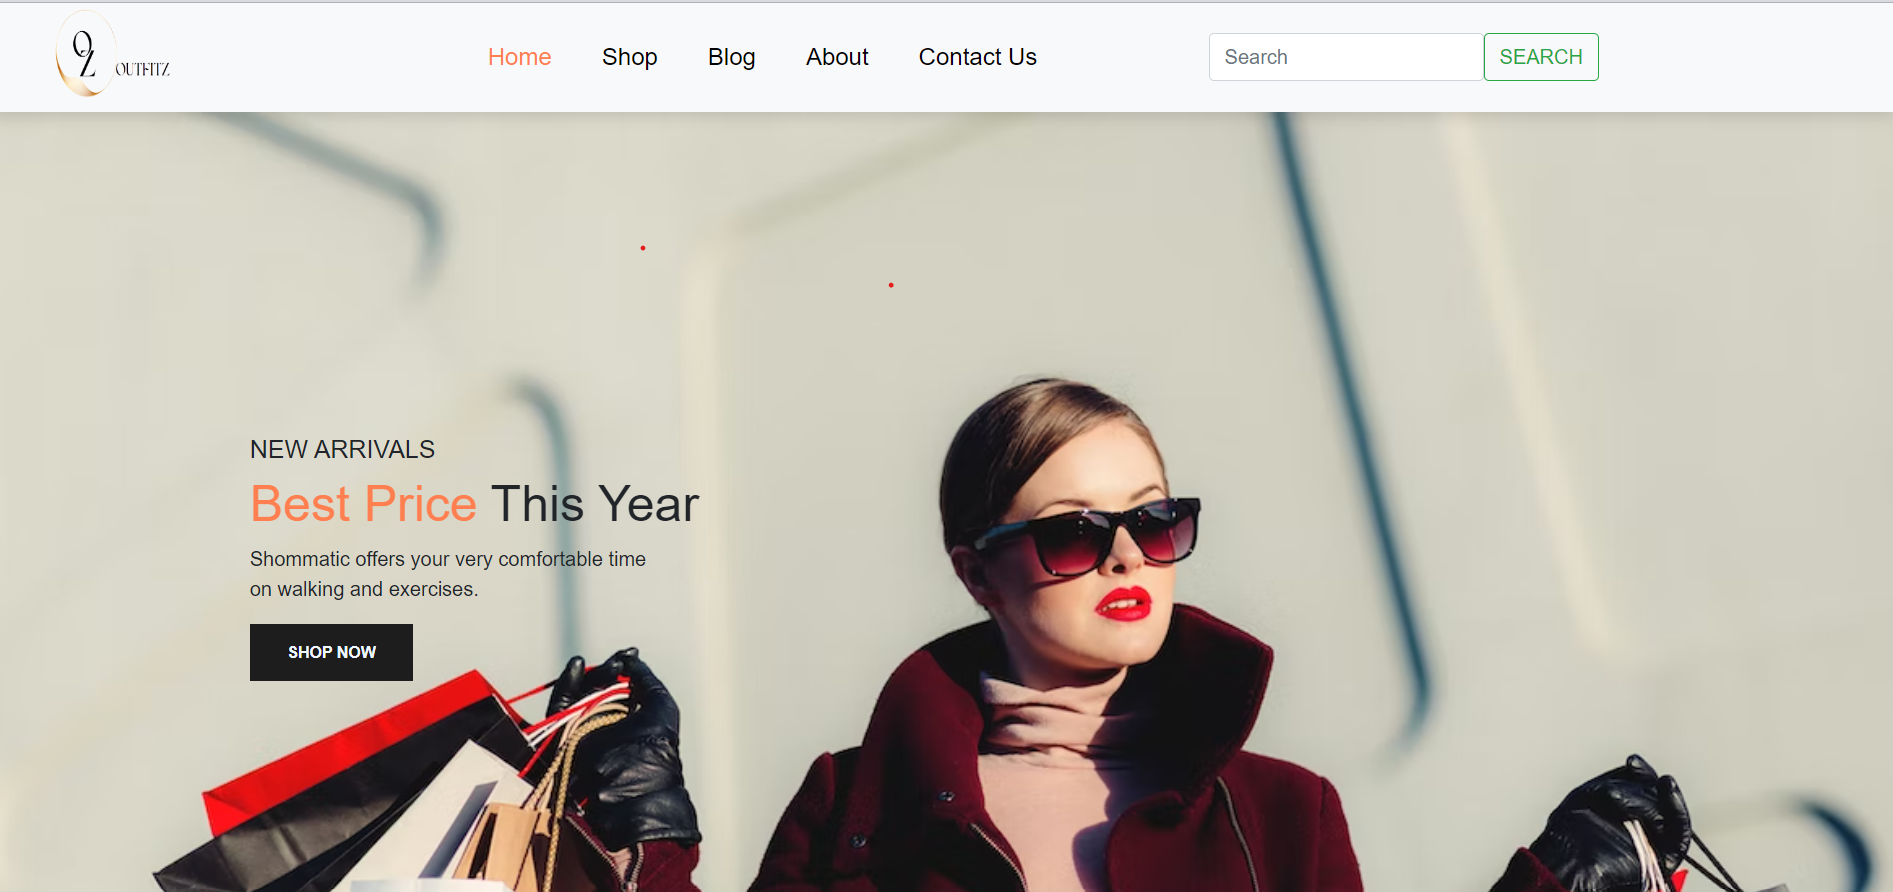 OZ
OUTFITZ
Home Shop Blog About Contact Us Search SEARCH
NEW ARRIVALS
Best Price This Year
Shommatic offers your very comfortable time
on walking and exercises.
SHOP NOW